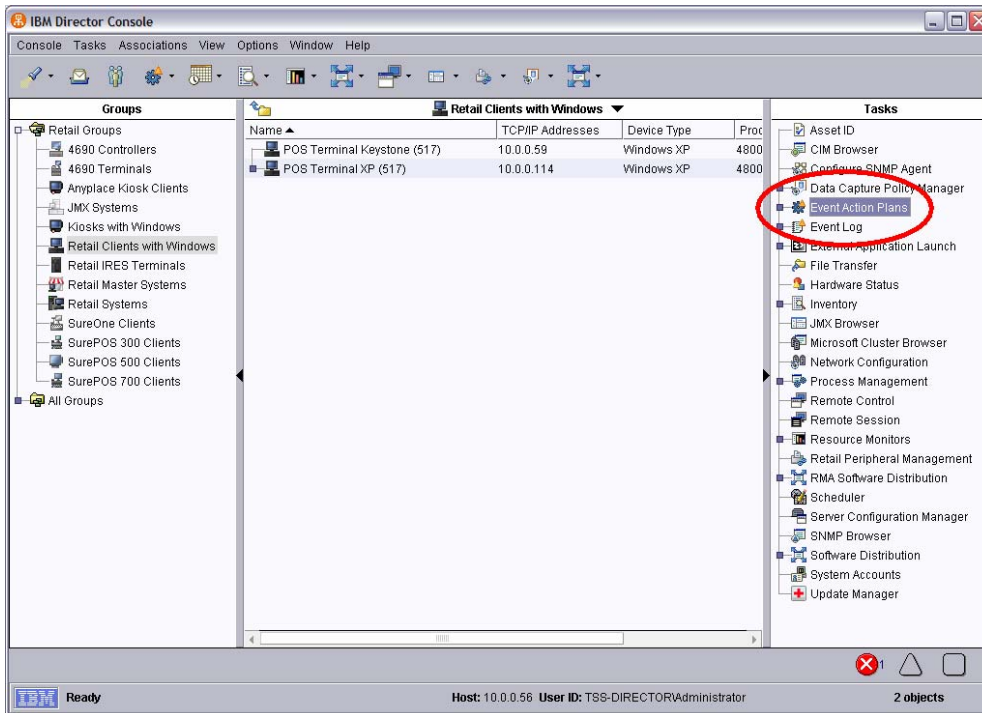 IBM Director Console
Console Tasks Associations View Options Window Help
Groups
Retail Groups
4690 Controllers
4690 Terminals
Anyplace Kiosk Clients
JMX Systems
Kiosks with Windows
Retail Clients with Windows
Retail IRES Terminals
Retail Master Systems
Retail Systems
SureOne Clients
SurePOS 300 Clients
SurePOS 500 Clients
SurePOS 700 Clients
All Groups
Retail Clients with Windows
Name TCP/IP Addresses Device Type Proc
POS Terminal Keystone (517) 10.0.0.59 Windows XP 4800
POS Terminal XP (517) 10.0.0.114 Windows XP 4800
Tasks
Asset ID
CIM Browser
Configure SNMP Agent
Data Capture Policy Manager
Event Action Plans
Event Log
External Application Launch
File Transfer
Hardware Status
Inventory
JMX Browser
Microsoft Cluster Browser
Network Configuration
Process Management
Remote Control
Remote Session
Resource Monitors
Retail Peripheral Management
RMA Software Distribution
Scheduler
Server Configuration Manager
SNMP Browser
Software Distribution
System Accounts
Update Manager
1
IBM Ready Host: 10.0.0.56 User ID: TSS-DIRECTOR\Administrator 2 objects